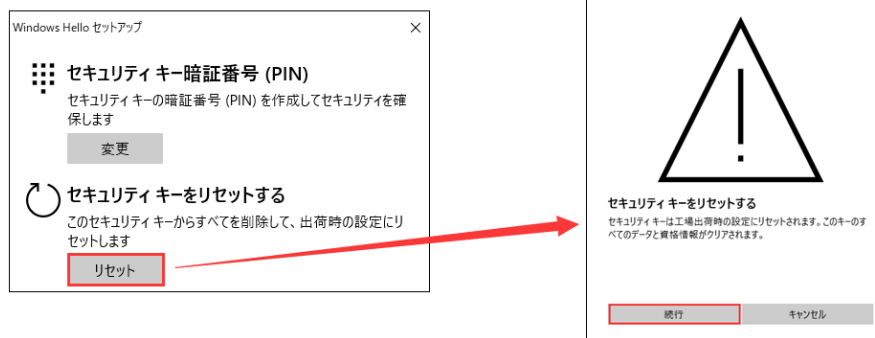 Windows Hello セットアップ
セキュリティ キー暗証番号 (PIN)
セキュリティ キーの暗証番号 (PIN) を作成してセキュリティを確
保します
変更
セキュリティ キーをリセットする
このセキュリティ キーからすべてを削除して、出荷時の設定にリ
セットします
リセット
セキュリティ キーをリセットする
セキュリティ キーは工場出荷時の設定にリセットされます。このキーのす
べてのデータと資格情報がクリアされます。
続行
キャンセル